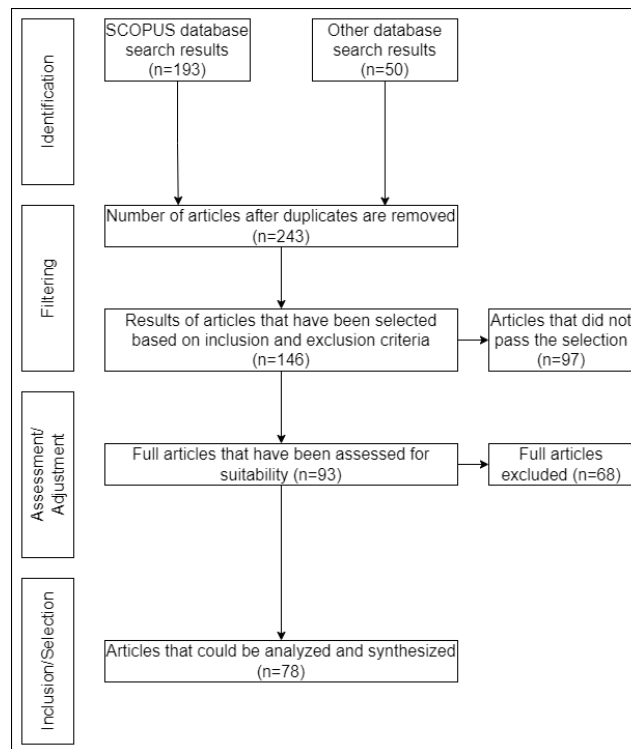 Identification
SCOPUS database
search results
(n=193)
Other database
search results
(n=50)
Filtering
Number of articles after duplicates are removed
(n=243)
Results of articles that have been selected
based on inclusion and exclusion criteria
(n=146)
Articles that did not
pass the selection
(n=97)
Assessment/
Adjustment
Full articles that have been assessed for
suitability (n=93)
Full articles
excluded (n=68)
Inclusion/Selection
Articles that could be analyzed and synthesized
(n=78)